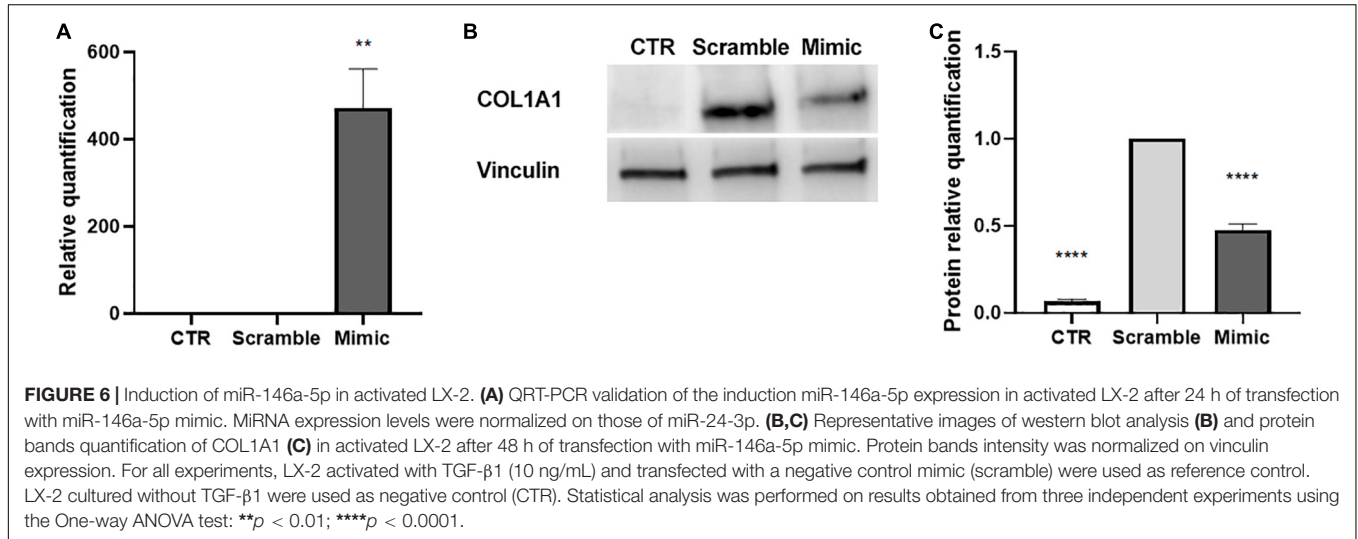 A
Relative quantification
600
400
200
0
**
CTR Scramble Mimic
B
CTR Scramble Mimic
COL1A1
Vinculin
C
Protein relative quantification
1.5
1.0
0.5
0.0
****
****
CTR Scramble Mimic
FIGURE 6 | Induction of miR-146a-5p in activated LX-2. (A) QRT-PCR validation of the induction miR-146a-5p expression in activated LX-2 after 24 h of transfection
with miR-146a-5p mimic. MiRNA expression levels were normalized on those of miR-24-3p. (B,C) Representative images of western blot analysis (B) and protein
bands quantification of COL1A1 (C) in activated LX-2 after 48 h of transfection with miR-146a-5p mimic. Protein bands intensity was normalized on vinculin
expression. For all experiments, LX-2 activated with TGF-β1 (10 ng/mL) and transfected with a negative control mimic (scramble) were used as reference control.
LX-2 cultured without TGF-β1 were used as negative control (CTR). Statistical analysis was performed on results obtained from three independent experiments using
the One-way ANOVA test: **p < 0.01; ****p < 0.0001.